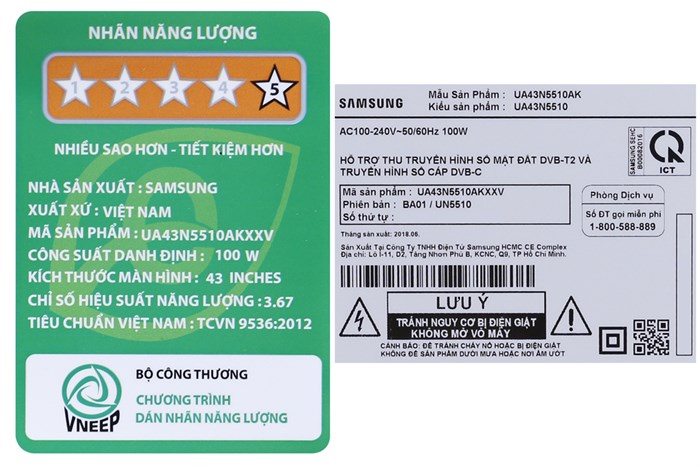 NHÃN NĂNG LƯỢNG
1 2 3 4 5
NHIỀU SAO HƠN - TIẾT KIỆM HƠN
NHÀ SẢN XUẤT : SAMSUNG
XUẤT XỨ : VIỆT NAM
MÃ SẢN PHẨM : UA43N5510AKXXV
CÔNG SUẤT DANH ĐỊNH : 100 W
KÍCH THƯỚC MÀN HÌNH : 43 INCHES
CHỈ SỐ HIỆU SUẤT NĂNG LƯỢNG : 3.67
TIÊU CHUẨN VIỆT NAM : TCVN 9536:2012
VNEEP
BỘ CÔNG THƯƠNG
CHƯƠNG TRÌNH
DÁN NHÃN NĂNG LƯỢNG
SAMSUNG
Mẫu Sản Phẩm : UA43N5510AK
Kiểu sản phẩm : UA43N5510
AC100-240V~50/60Hz 100W
HỖ TRỢ THU TRUYỀN HÌNH SỐ MẶT ĐẤT DVB-T2 VÀ
TRUYỀN HÌNH SỐ CÁP DVB-C
SAMSUNG SEHC
B000082016
ICT
Mã sản phẩm : UA43N5510AKXXV
Phiên bản : BA01 / UN5510
Số thứ tự :
Phòng Dịch vụ
Số ĐT gọi miễn phí
1-800-588-889
Tháng sản xuất: 2018.06.
Sản Xuất Tại Công Ty TNHH Điện Tử Samsung HCMC CE Complex
Địa chỉ: Lô I-11, D2, Tăng Nhơn Phú B, KCNC, Q9, TP Hồ Chí Minh.
LƯU Ý
TRÁNH NGUY CƠ BỊ ĐIỆN GIẬT
KHÔNG MỞ VỎ MÁY
CẢNH BÁO: ĐỂ TRÁNH CHÁY NỔ HOẶC BỊ ĐIỆN GIẬT
KHÔNG ĐỂ SẢN PHẨM DƯỚI MƯA HOẶC NƠI ẨM ƯỚT